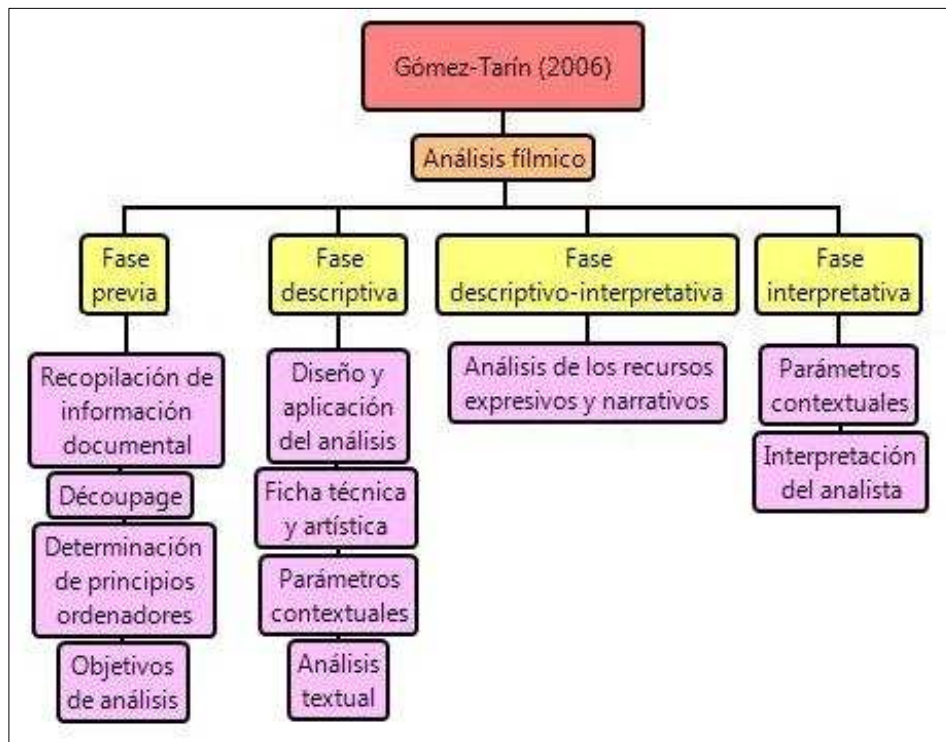 Gómez-Tarín (2006)
Análisis fílmico
Fase
previa
Recopilación de
información
documental
Découpage
Determinación
de principios
ordenadores
Objetivos
de análisis
Fase
descriptiva
Diseño y
aplicación
del análisis
Ficha técnica
y artística
Parámetros
contextuales
Análisis
textual
Fase
descriptivo-interpretativa
Análisis de los recursos
expresivos y narrativos
Fase
interpretativa
Parámetros
contextuales
Interpretación
del analista